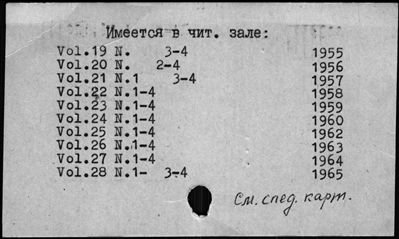 Имеется в чит. зале:
Vol.19 N. 3-4 1955
Vol.20 N. 2-4 1956
Vol.21 N.1 3-4 1957
Vol.22 N.1-4 1958
Vol.23 N.1-4 1959
Vol.24 N.1-4 1960
Vol.25 N.1-4 1962
Vol.26 N.1-4 1963
Vol.27 N.1-4 1964
Vol.28 N.1- 3-4 1965
См. спец. карт.